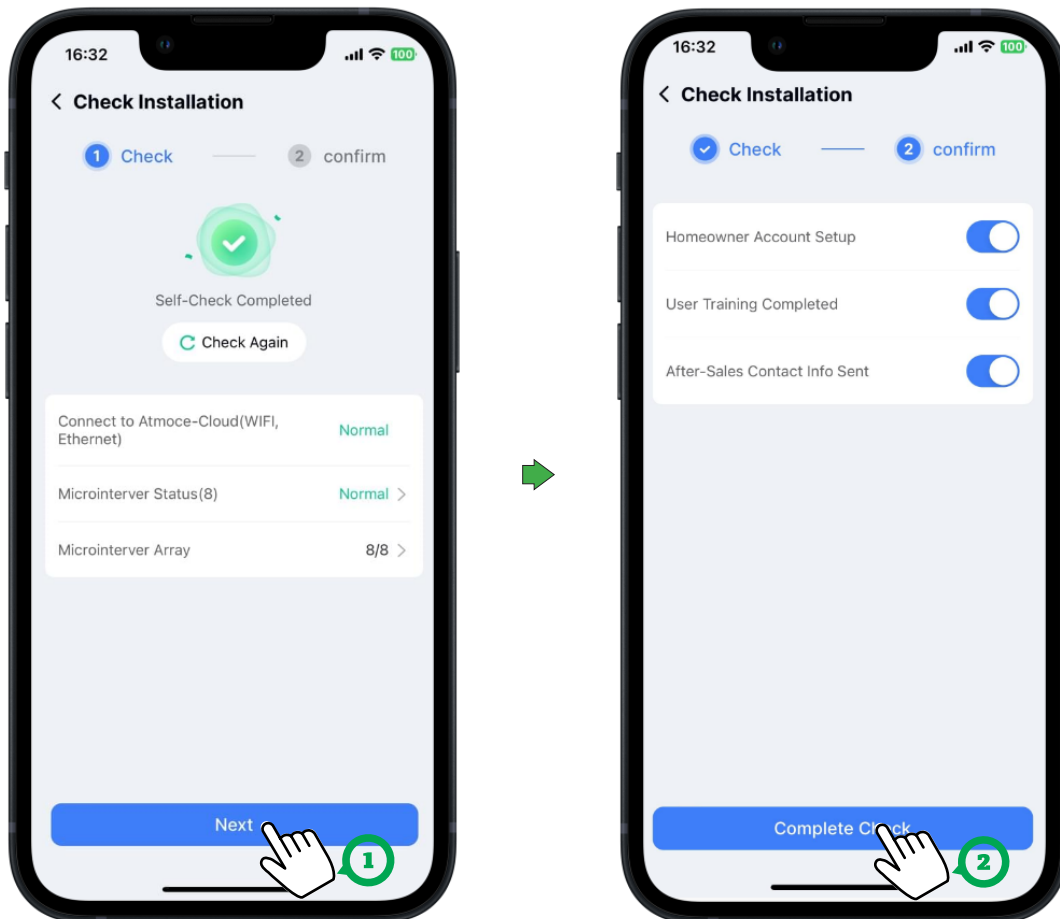 16:32
100
Check Installation
1 Check
2 confirm
Self-Check Completed
Check Again
Connect to Atmoce-Cloud(WIFI,
Ethernet)
Normal
Microinterver Status(8)
Normal
Microinterver Array
8/8
Next
1
16:32
100
Check Installation
Check
2 confirm
Homeowner Account Setup
User Training Completed
After-Sales Contact Info Sent
Complete Check
2